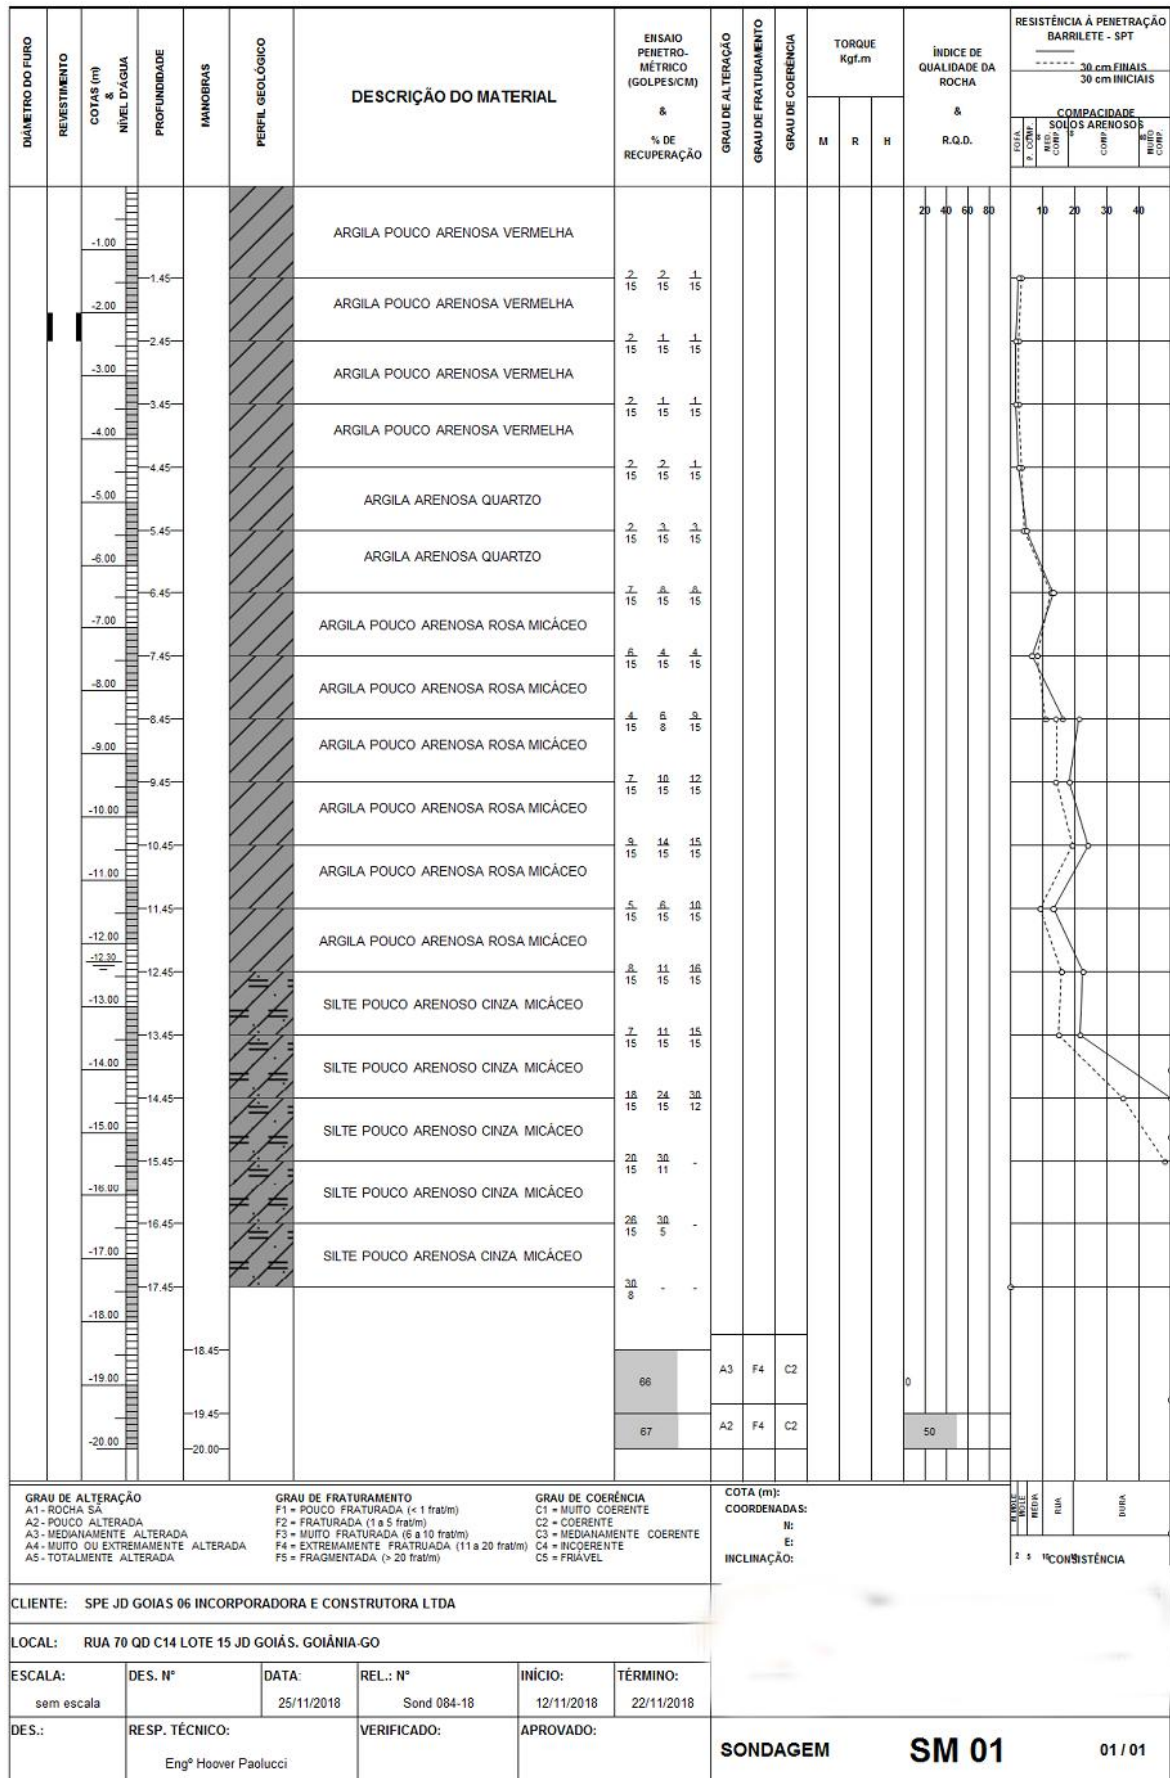 DIÂMETRO DO FURO
REVESTIMENTO
COTAS (m) & NÍVEL D'ÁGUA
PROFUNDIDADE
MANOBRAS
PERFIL GEOLÓGICO
DESCRIÇÃO DO MATERIAL
ENSAIO PENETRO-MÉTRICO (GOLPES/CM) & % DE RECUPERAÇÃO
GRAU DE ALTERAÇÃO
GRAU DE FRATURAMENTO
GRAU DE COERÊNCIA
TORQUE Kgf.m
M R H
ÍNDICE DE QUALIDADE DA ROCHA & R.Q.D.
RESISTÊNCIA À PENETRAÇÃO
BARRILETE - SPT
30 cm FINAIS
30 cm INICIAIS
COMPACIDADE
SOLOS ARENOSOS
FOFA
P. COMP.
MED. COMP.
COMP.
MUITO COMP.
20 40 60 80 10 20 30 40
ARGILA POUCO ARENOSA VERMELHA
-1.00
1.45 2/15 2/15 1/15
ARGILA POUCO ARENOSA VERMELHA
-2.00
2.45 2/15 1/15 1/15
ARGILA POUCO ARENOSA VERMELHA
-3.00
3.45 2/15 1/15 1/15
ARGILA POUCO ARENOSA VERMELHA
-4.00
4.45 2/15 2/15 1/15
-5.00 ARGILA ARENOSA QUARTZO
5.45 2/15 3/15 3/15
-6.00 ARGILA ARENOSA QUARTZO
6.45 7/15 8/15 8/15
-7.00 ARGILA POUCO ARENOSA ROSA MICÁCEO
7.45 6/15 4/15 4/15
-8.00 ARGILA POUCO ARENOSA ROSA MICÁCEO
8.45 4/15 6/8 9/15
-9.00 ARGILA POUCO ARENOSA ROSA MICÁCEO
9.45 7/15 10/15 12/15
-10.00 ARGILA POUCO ARENOSA ROSA MICÁCEO
10.45 9/15 14/15 15/15
-11.00 ARGILA POUCO ARENOSA ROSA MICÁCEO
11.45 5/15 6/15 10/15
-12.00 ARGILA POUCO ARENOSA ROSA MICÁCEO
-12.30
12.45 8/15 11/15 16/15
-13.00 SILTE POUCO ARENOSO CINZA MICÁCEO
13.45 7/15 11/15 15/15
-14.00 SILTE POUCO ARENOSO CINZA MICÁCEO
14.45 18/15 24/15 30/12
-15.00 SILTE POUCO ARENOSO CINZA MICÁCEO
15.45 20/15 30/11 -
-16.00 SILTE POUCO ARENOSO CINZA MICÁCEO
16.45 26/15 30/5 -
-17.00 SILTE POUCO ARENOSA CINZA MICÁCEO
17.45 30/8 - -
-18.00
18.45
-19.00 66 A3 F4 C2 0
19.45
67 A2 F4 C2 50
-20.00 20.00
GRAU DE ALTERAÇÃO
A1 - ROCHA SÃ
A2 - POUCO ALTERADA
A3 - MEDIANAMENTE ALTERADA
A4 - MUITO OU EXTREMAMENTE ALTERADA
A5 - TOTALMENTE ALTERADA
GRAU DE FRATURAMENTO
F1 = POUCO FRATURADA (< 1 frat/m)
F2 = FRATURADA (1 a 5 frat/m)
F3 = MUITO FRATURADA (6 a 10 frat/m)
F4 = EXTREMAMENTE FRATRUADA (11 a 20 frat/m)
F5 = FRAGMENTADA (> 20 frat/m)
GRAU DE COERÊNCIA
C1 = MUITO COERENTE
C2 = COERENTE
C3 = MEDIANAMENTE COERENTE
C4 = INCOERENTE
C5 = FRIÁVEL
COTA (m):
COORDENADAS:
N:
E:
INCLINAÇÃO:
MOLE
MÉDIA
RIJA
DURA
2 5 10
CONSISTÊNCIA
CLIENTE: SPE JD GOIAS 06 INCORPORADORA E CONSTRUTORA LTDA
LOCAL: RUA 70 QD C14 LOTE 15 JD GOIÁS. GOIÂNIA-GO
ESCALA: DES. Nº DATA: REL.: Nº INÍCIO: TÉRMINO:
sem escala 25/11/2018 Sond 084-18 12/11/2018 22/11/2018
DES.: RESP. TÉCNICO: VERIFICADO: APROVADO:
Engº Hoover Paolucci
SONDAGEM SM 01 01 / 01